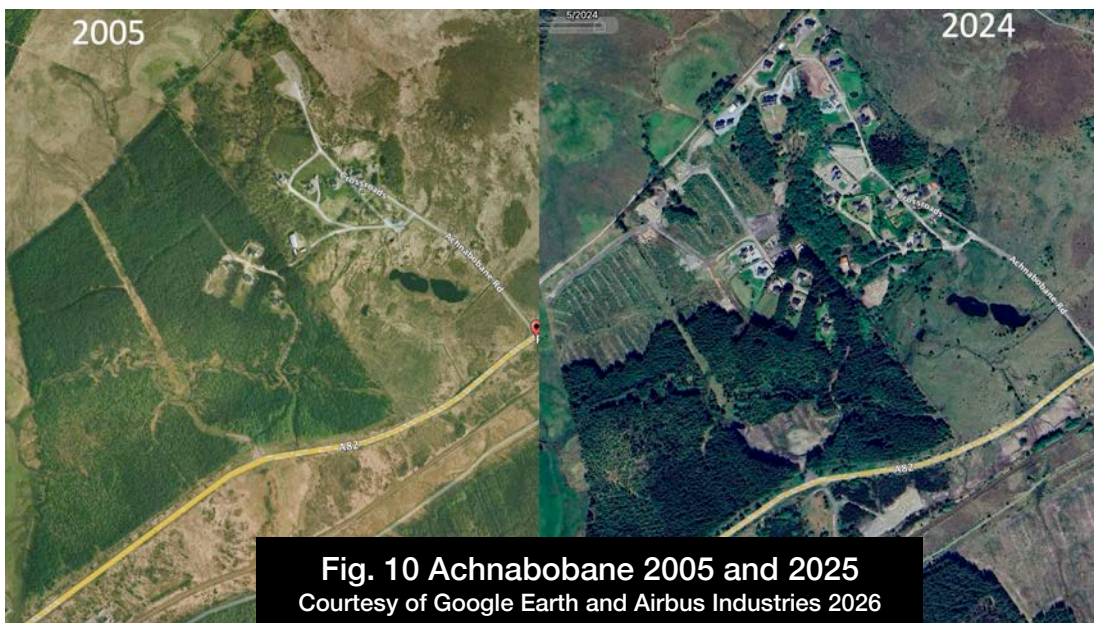 2005
5/2024
2024
Crossroads
Achnabobane Rd
A82
Crossroads
Achnabobane Rd
A82
Fig. 10 Achnabobane 2005 and 2025
Courtesy of Google Earth and Airbus Industries 2026